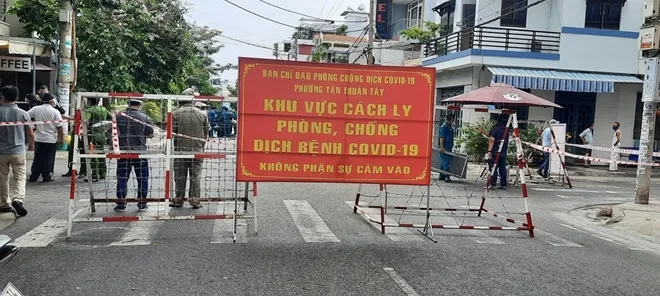 BAN CHỈ ĐẠO PHÒNG CHỐNG DỊCH COVID-19
PHƯỜNG TÂN THUẬN TÂY
KHU VỰC CÁCH LY
PHÒNG, CHỐNG
DỊCH BỆNH COVID-19
KHÔNG PHẬN SỰ CẤM VÀO
COFFEE